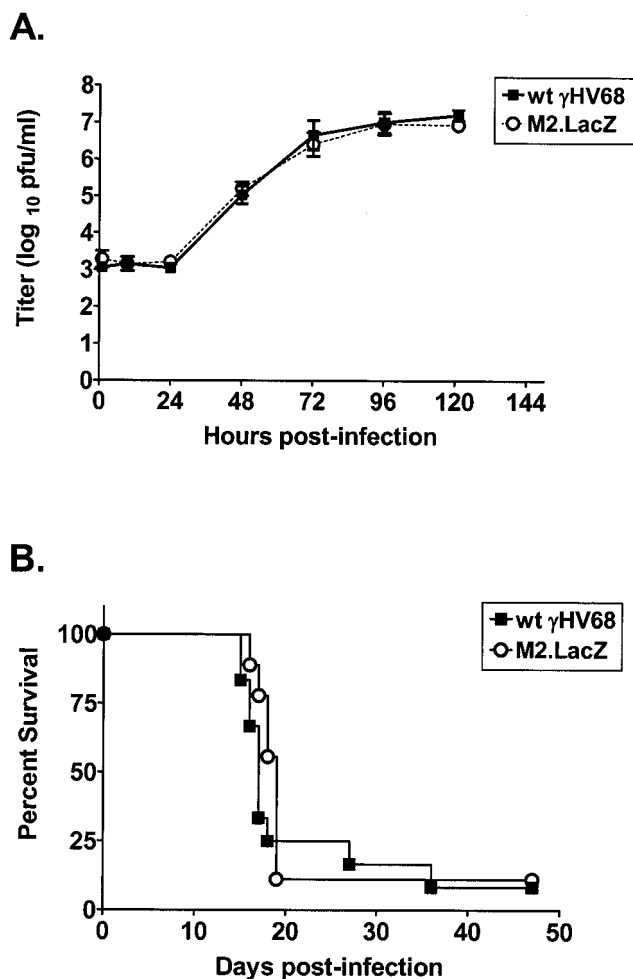 A.
wt γHV68
M2.LacZ
Titer (log 10 pfu/ml)
8
7
6
5
4
3
2
1
0
0 24 48 72 96 120 144
Hours post-infection
B.
wt γHV68
M2.LacZ
Percent Survival
100
75
50
25
0
0 10 20 30 40 50
Days post-infection